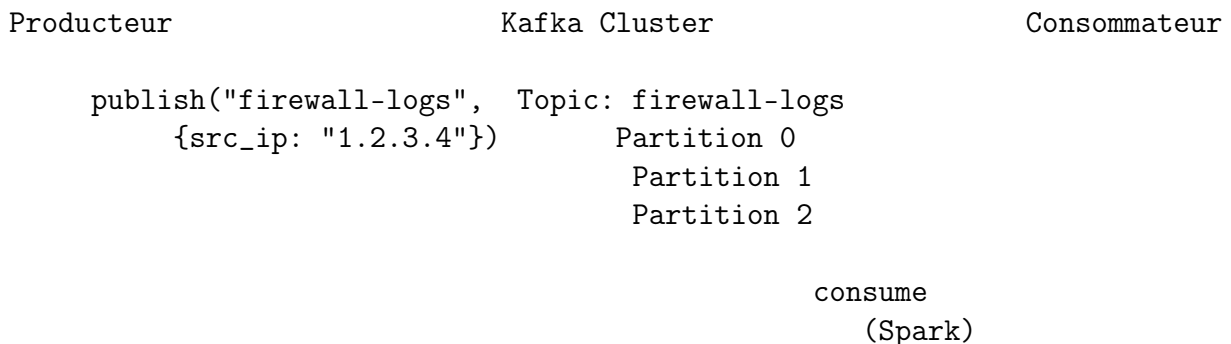 Producteur Kafka Cluster Consommateur
publish("firewall-logs", Topic: firewall-logs
{src_ip: "1.2.3.4"}) Partition 0
Partition 1
Partition 2
consume
(Spark)